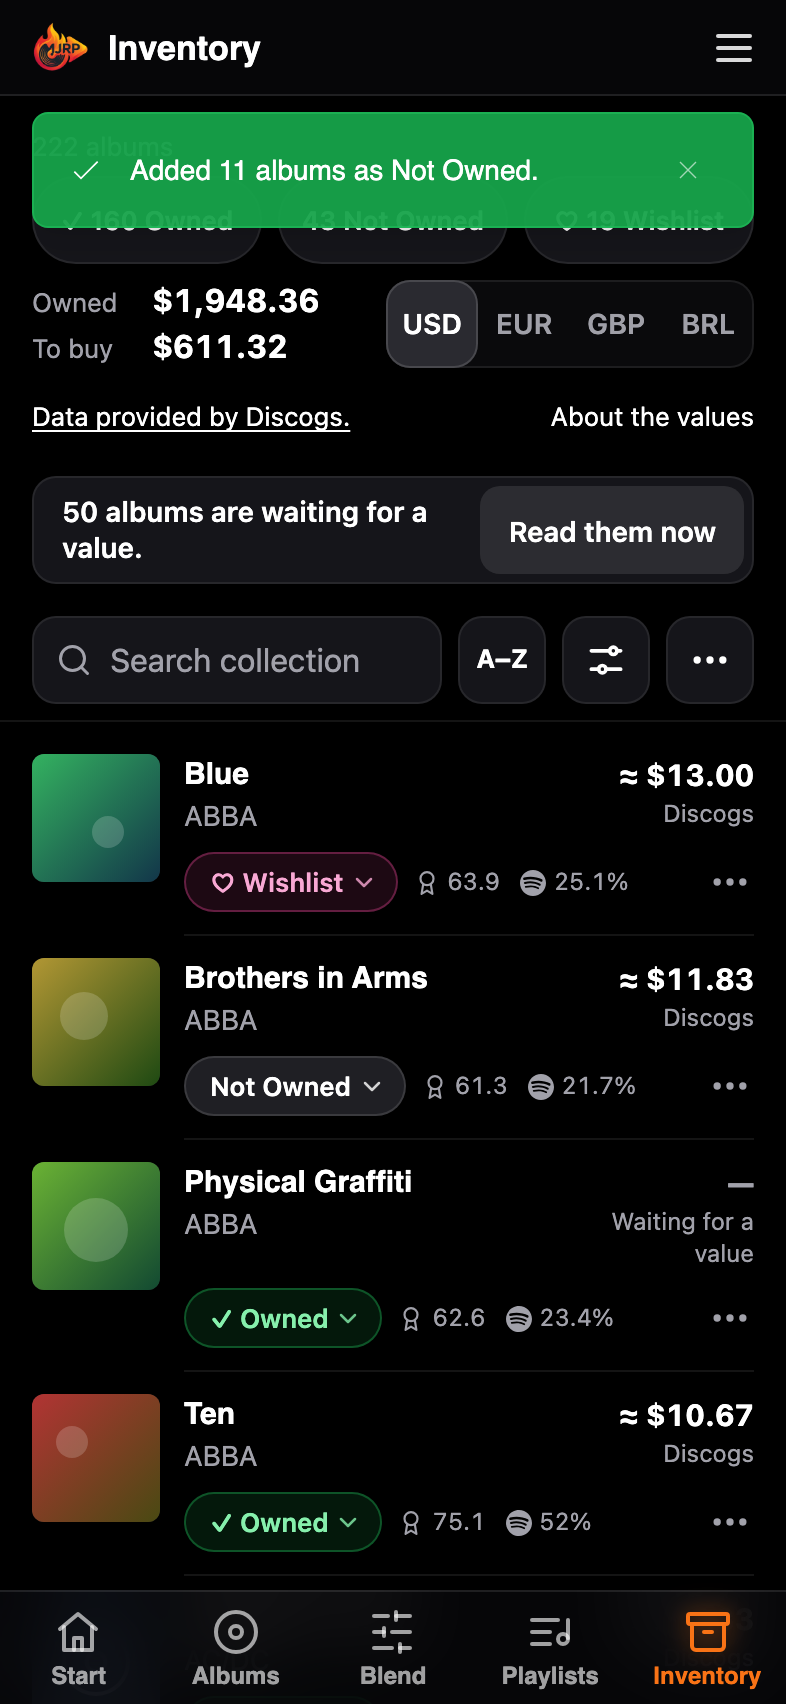 JRP
Inventory
222 albums
Added 11 albums as Not Owned.
160 Owned
43 Not Owned
19 Wishlist
Owned $1,948.36
To buy $611.32
USD EUR GBP BRL
Data provided by Discogs.
About the values
50 albums are waiting for a
value.
Read them now
Search collection
A–Z
Blue
≈ $13.00
ABBA
Discogs
Wishlist
63.9
25.1%
Brothers in Arms
≈ $11.83
ABBA
Discogs
Not Owned
61.3
21.7%
Physical Graffiti
—
ABBA
Waiting for a
value
Owned
62.6
23.4%
Ten
≈ $10.67
ABBA
Discogs
Owned
75.1
52%
Start
Albums
Blend
Playlists
Inventory